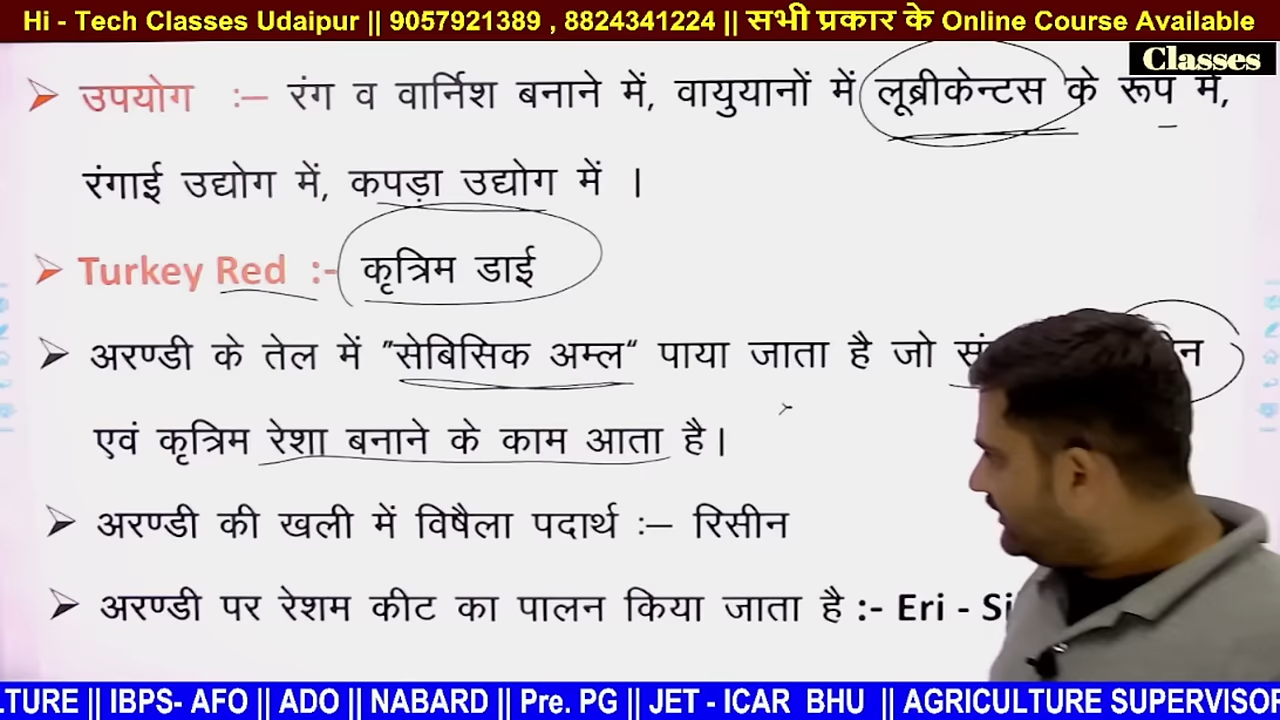 Hi - Tech Classes Udaipur || 9057921389 , 8824341224 || सभी प्रकार के Online Course Available
Classes
उपयोग :– रंग व वार्निश बनाने में, वायुयानों में लूब्रीकेन्टस के रूप में,
रंगाई उद्योग में, कपड़ा उद्योग में ।
Turkey Red :- कृत्रिम डाई
अरण्डी के तेल में "सेबिसिक अम्ल" पाया जाता है जो
एवं कृत्रिम रेशा बनाने के काम आता है।
अरण्डी की खली में विषैला पदार्थ :– रिसीन
अरण्डी पर रेशम कीट का पालन किया जाता है :- Eri -
LTURE || IBPS- AFO || ADO || NABARD || Pre. PG || JET - ICAR BHU || AGRICULTURE SUPERVISOR